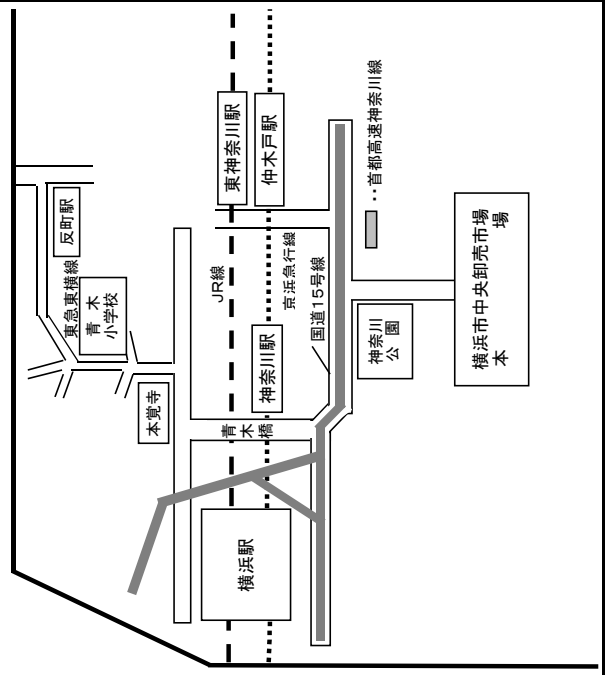 東神奈川駅
仲木戸駅
‥首都高速神奈川線
反町駅
東急東横線
青木
小学校
JR線
京浜急行線
国道15号線
神奈川駅
神奈川
公園
横浜市中央卸売市場
本場
本覚寺
青木橋
横浜駅